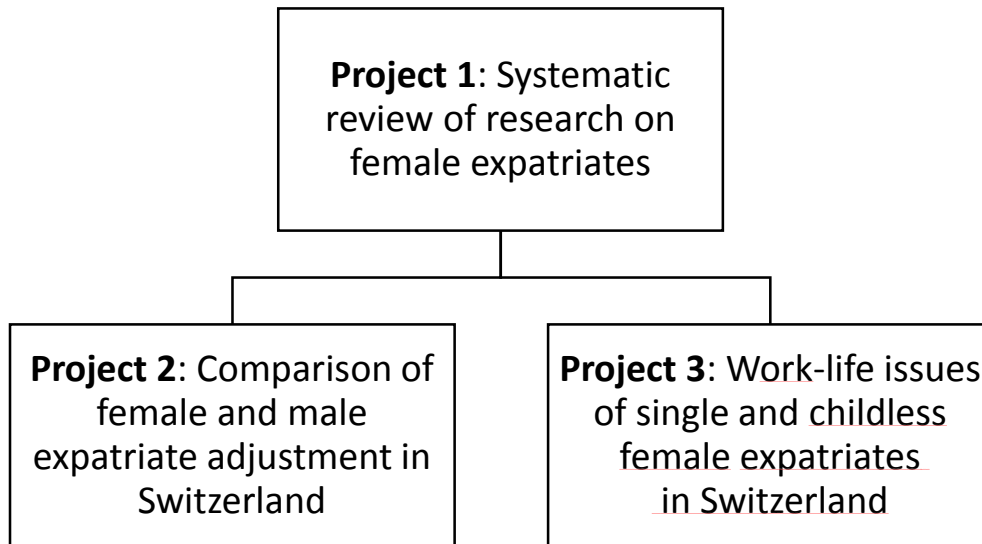 Project 1: Systematic
review of research on
female expatriates
Project 2: Comparison of
female and male
expatriate adjustment in
Switzerland
Project 3: Work-life issues
of single and childless
female expatriates
in Switzerland